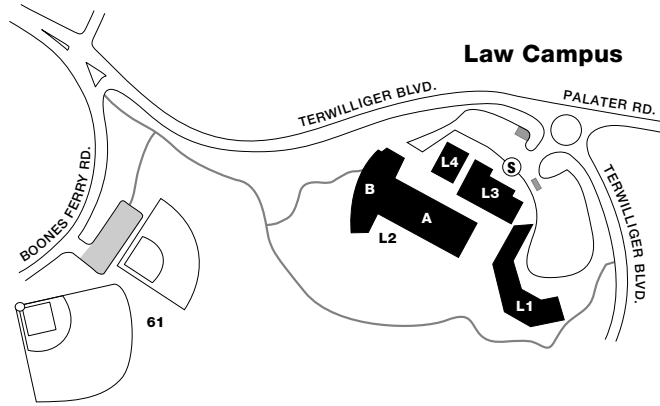 Law Campus
TERWILLIGER BLVD.
PALATER RD.
L4
S
B
L3
TERWILLIGER BLVD.
BOONES FERRY RD.
A
L2
L1
61